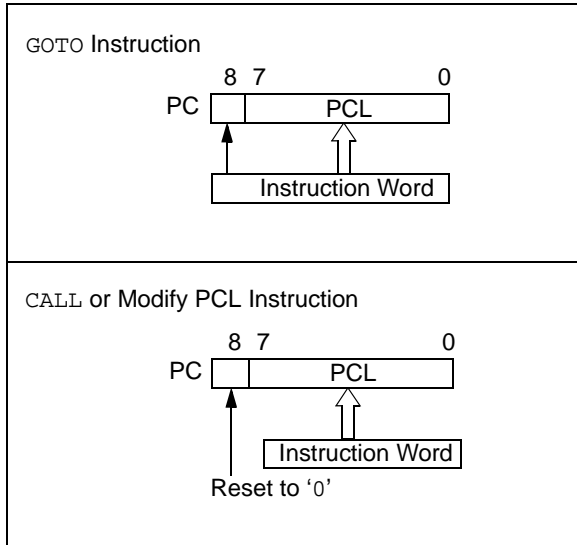 GOTO Instruction
8 7 0
PC PCL
Instruction Word
CALL or Modify PCL Instruction
8 7 0
PC PCL
Instruction Word
Reset to ‘0’